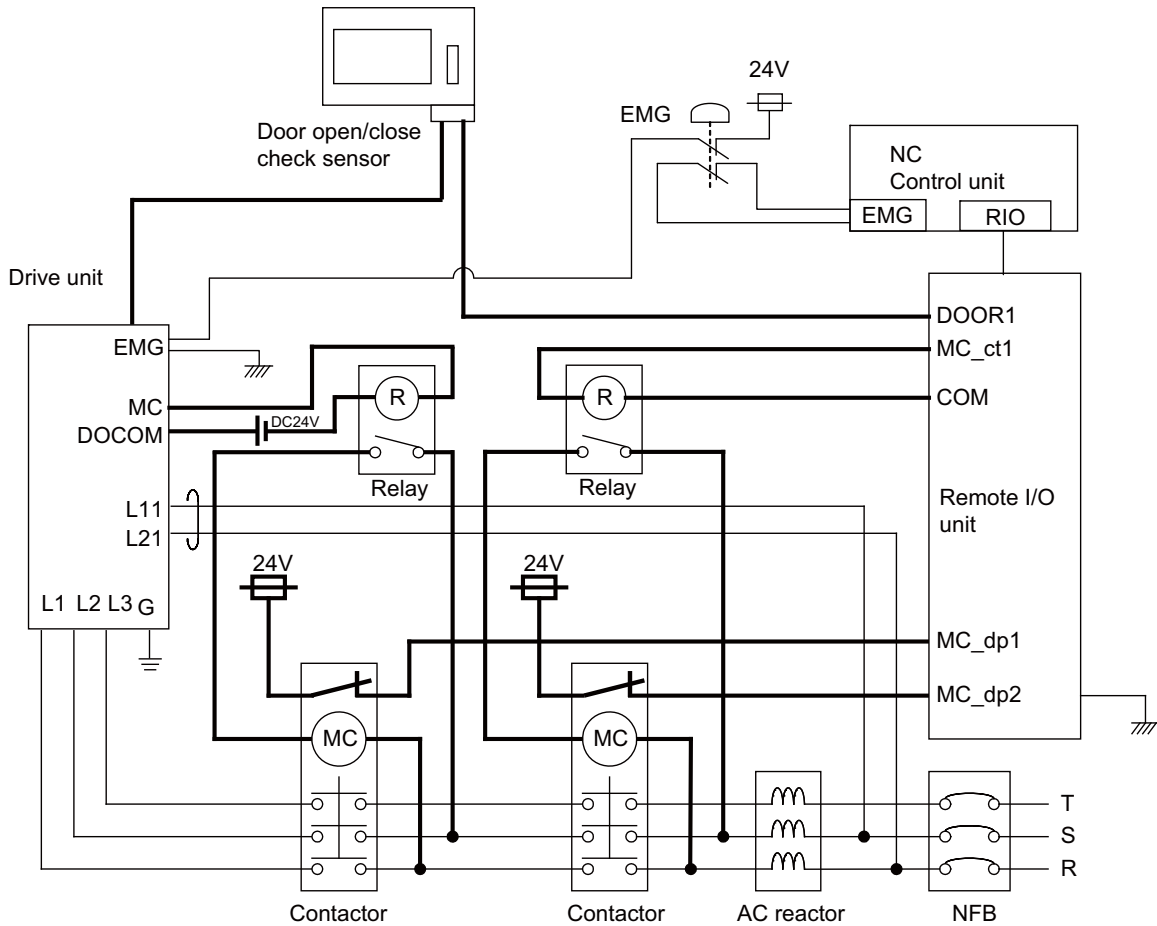 24V
EMG
Door open/close
check sensor
NC
Control unit
EMG
RIO
Drive unit
DOOR1
EMG
MC_ct1
R
R
COM
MC
DOCOM
DC24V
Relay
Relay
Remote I/O
unit
L11
L21
24V
24V
L1 L2 L3 G
MC_dp1
MC_dp2
MC
MC
T
S
R
Contactor
Contactor
AC reactor
NFB